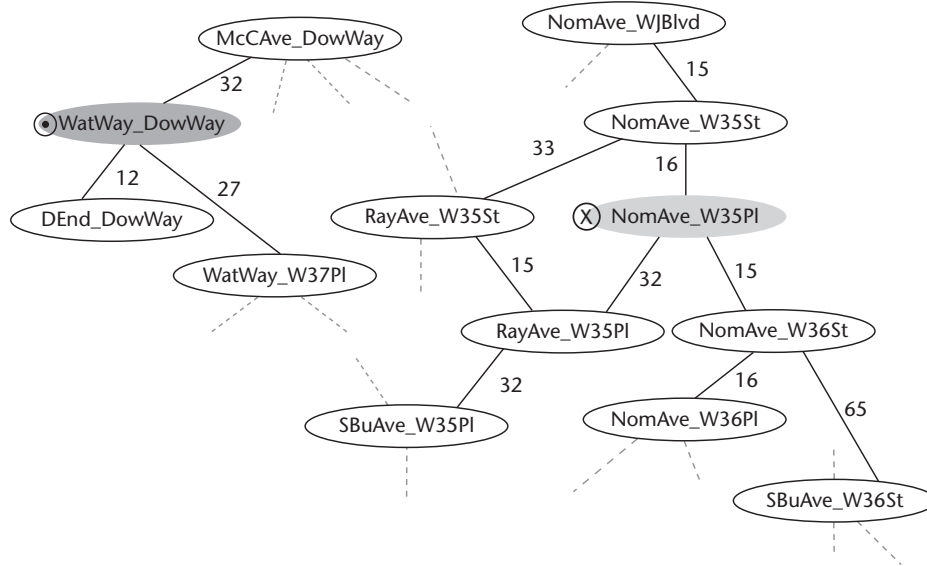 McCAve_DowWay
NomAve_WJBlvd
32
15
WatWay_DowWay
NomAve_W35St
33
16
12
27
DEnd_DowWay
RayAve_W35St
X
NomAve_W35Pl
WatWay_W37Pl
15
32
15
RayAve_W35Pl
NomAve_W36St
32
16
65
SBuAve_W35Pl
NomAve_W36Pl
SBuAve_W36St